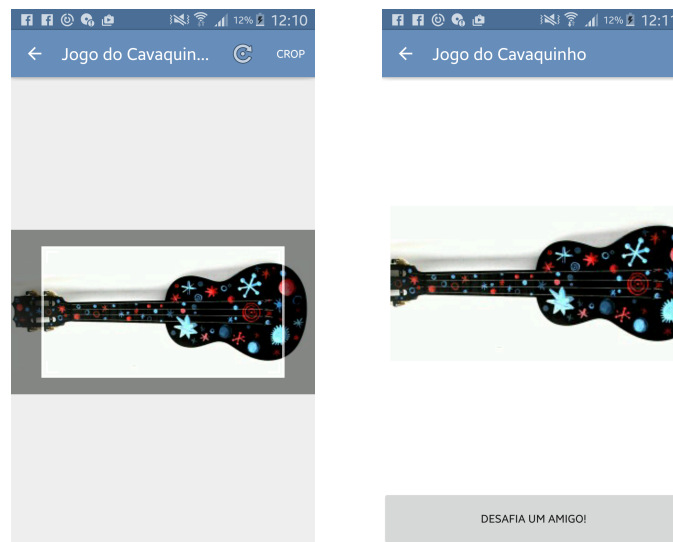 12% 12:10
Jogo do Cavaquin... CROP
12% 12:11
Jogo do Cavaquinho
DESAFIA UM AMIGO!